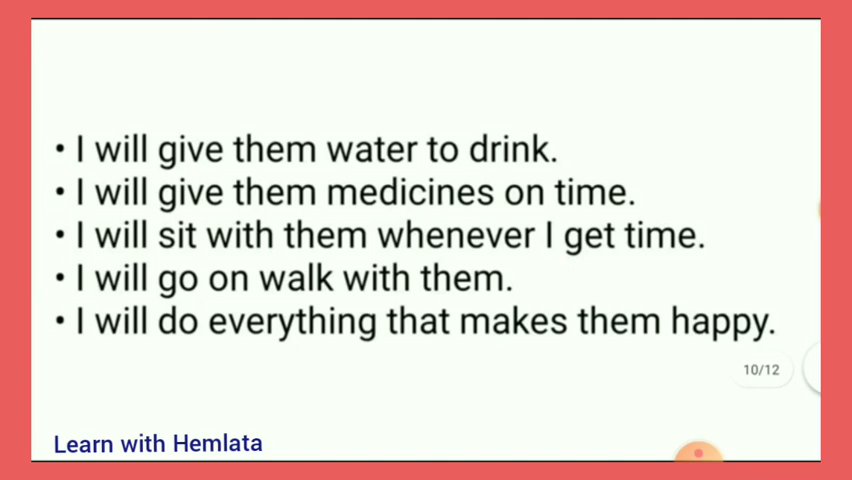 • I will give them water to drink.
• I will give them medicines on time.
• I will sit with them whenever I get time.
• I will go on walk with them.
• I will do everything that makes them happy.
10/12
Learn with Hemlata